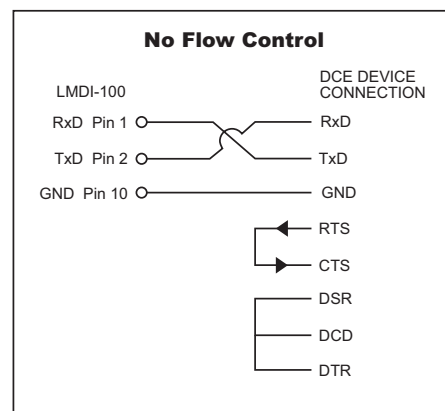 No Flow Control
LMDI-100
DCE DEVICE
CONNECTION
RxD Pin 1
RxD
TxD Pin 2
TxD
GND Pin 10
GND
RTS
CTS
DSR
DCD
DTR